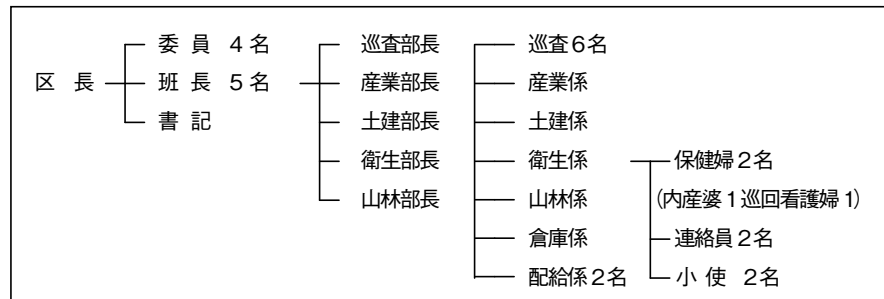 委員 4名 巡査部長 巡査6名
区長 班長 5名 産業部長 産業係
書記 土建部長 土建係
衛生部長 衛生係 保健婦2名
山林部長 山林係 (内産婆1巡回看護婦1)
倉庫係 連絡員2名
配給係2名 小使 2名